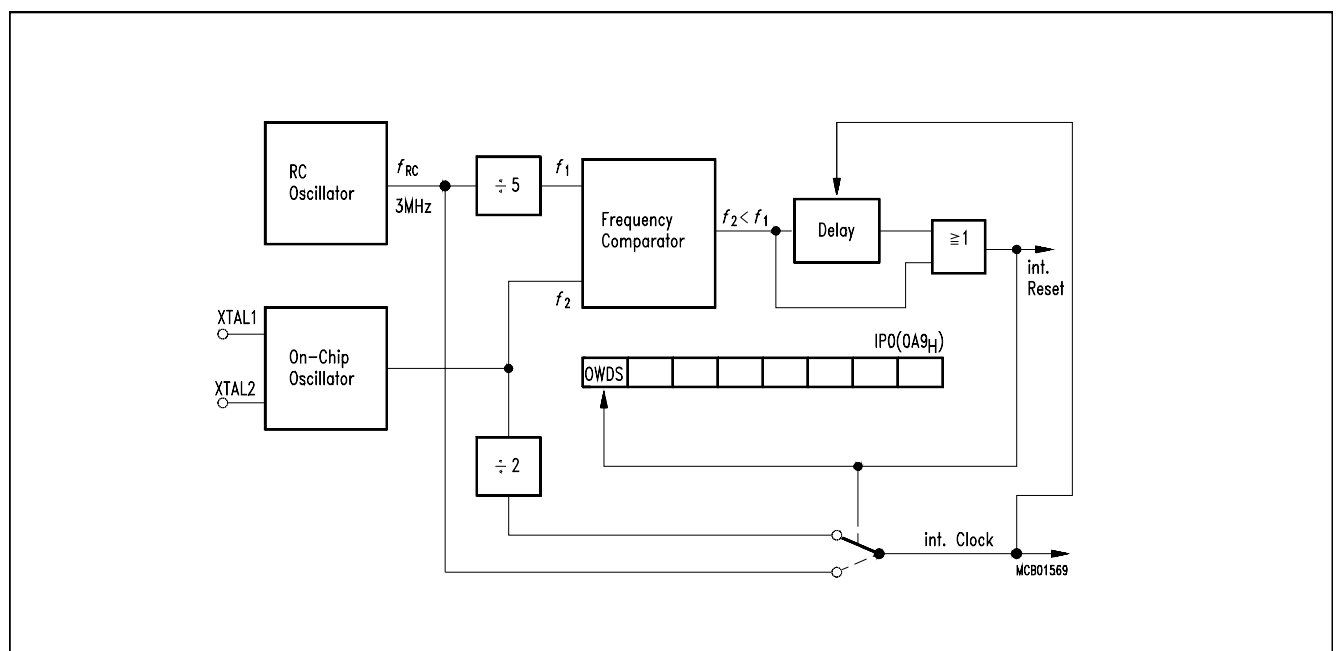 RC
Oscillator
fRC
3MHz
÷ 5
f1
Frequency
Comparator
f2 < f1
Delay
≧1
int.
Reset
f2
XTAL1
XTAL2
On-Chip
Oscillator
IP0(0A9H)
OWDS
÷ 2
int. Clock
MCB01569